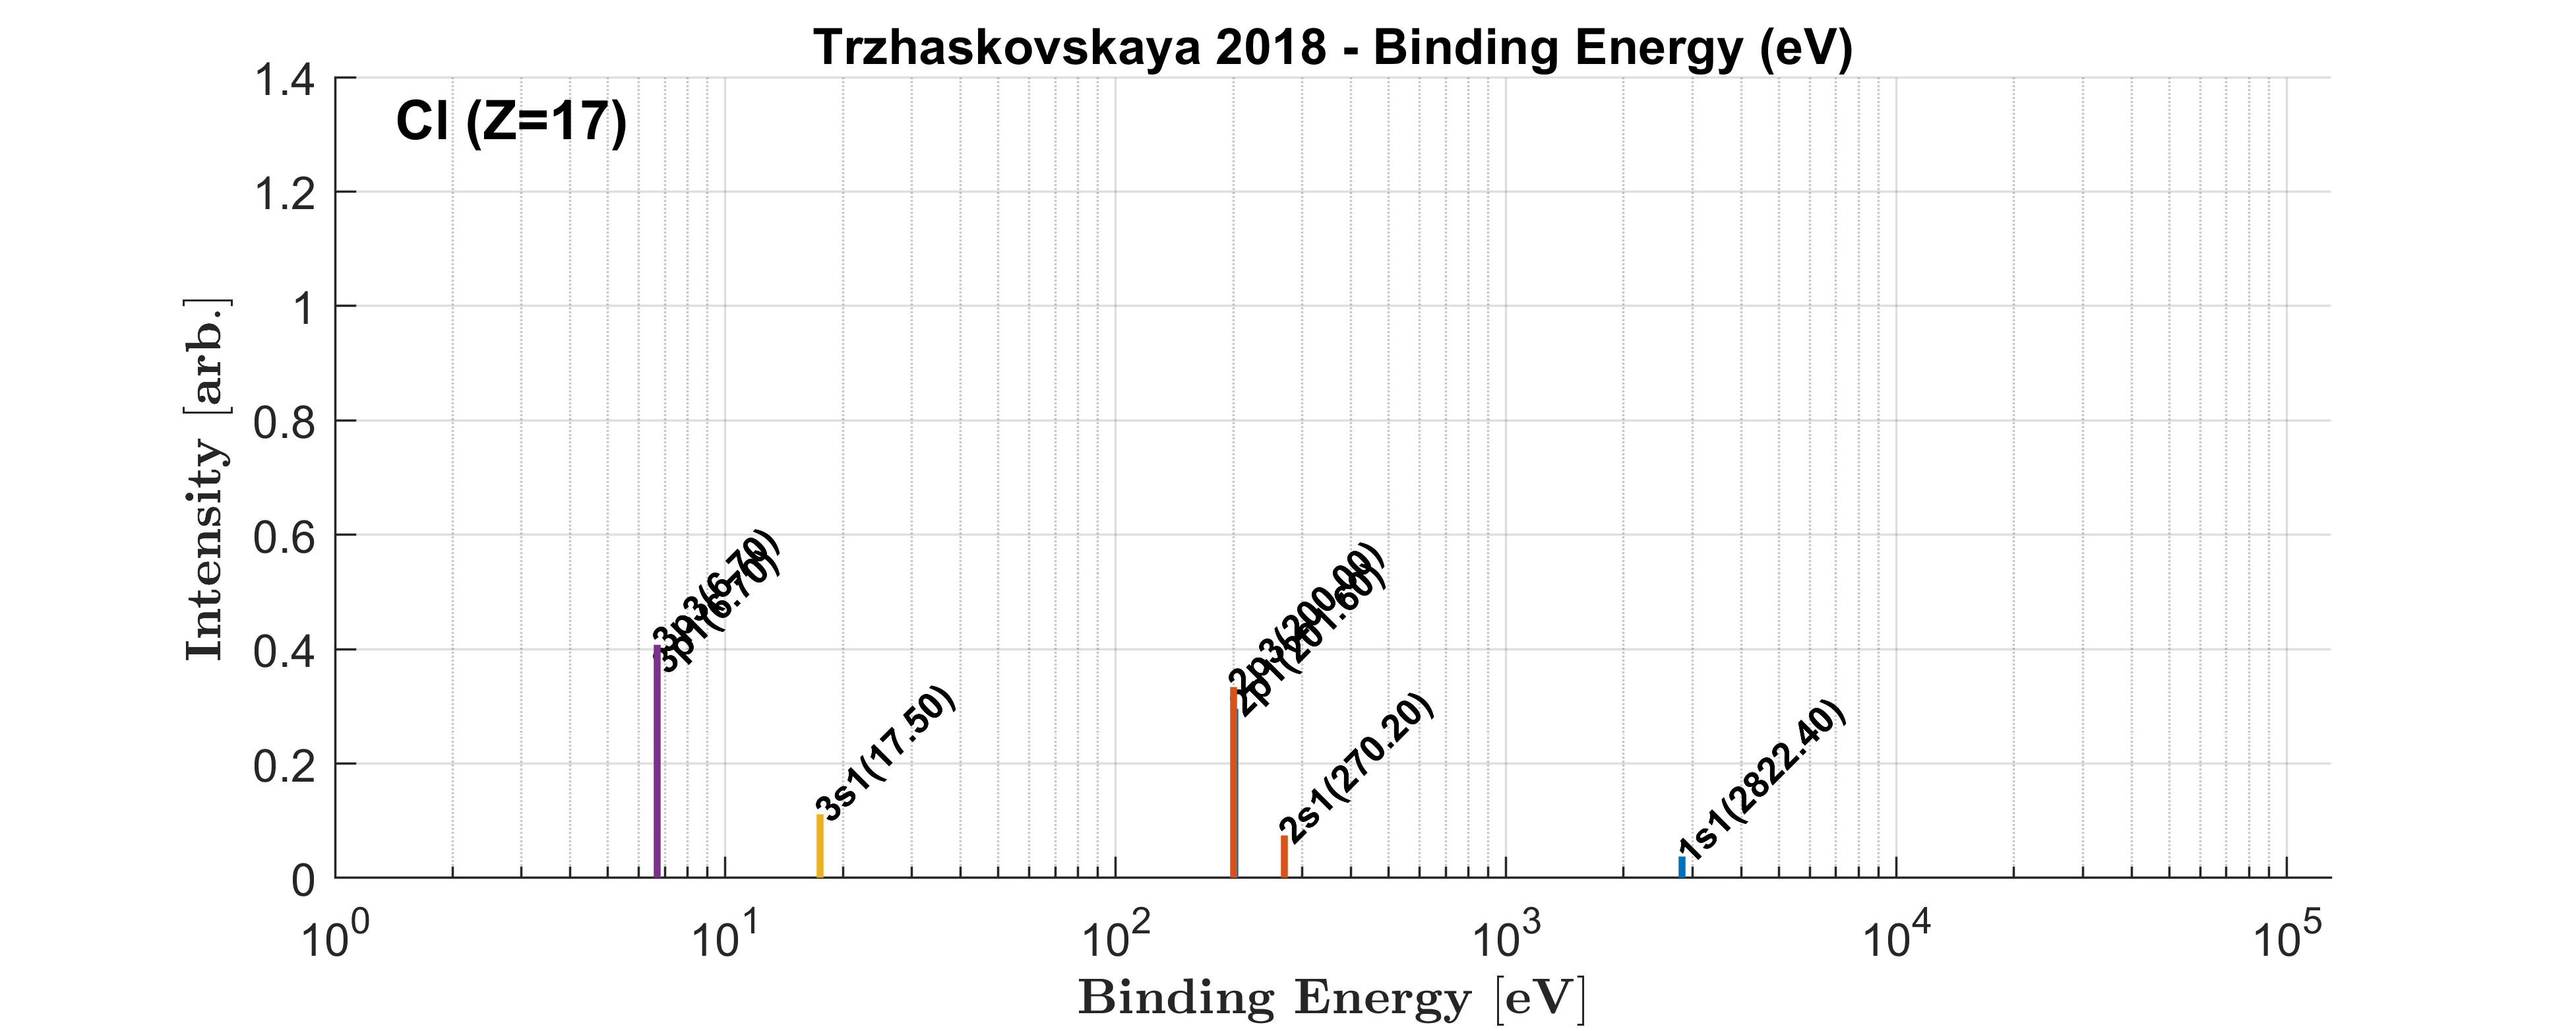 Trzhaskovskaya 2018 - Binding Energy (eV)
Cl (Z=17)
1.4
1.2
1
0.8
0.6
0.4
0.2
0
Intensity [arb.]
3p3(6.70)
3p1(6.70)
3s1(17.50)
2p3(200.00)
2p1(201.60)
2s1(270.20)
1s1(2822.40)
10^0 10^1 10^2 10^3 10^4 10^5
Binding Energy [eV]